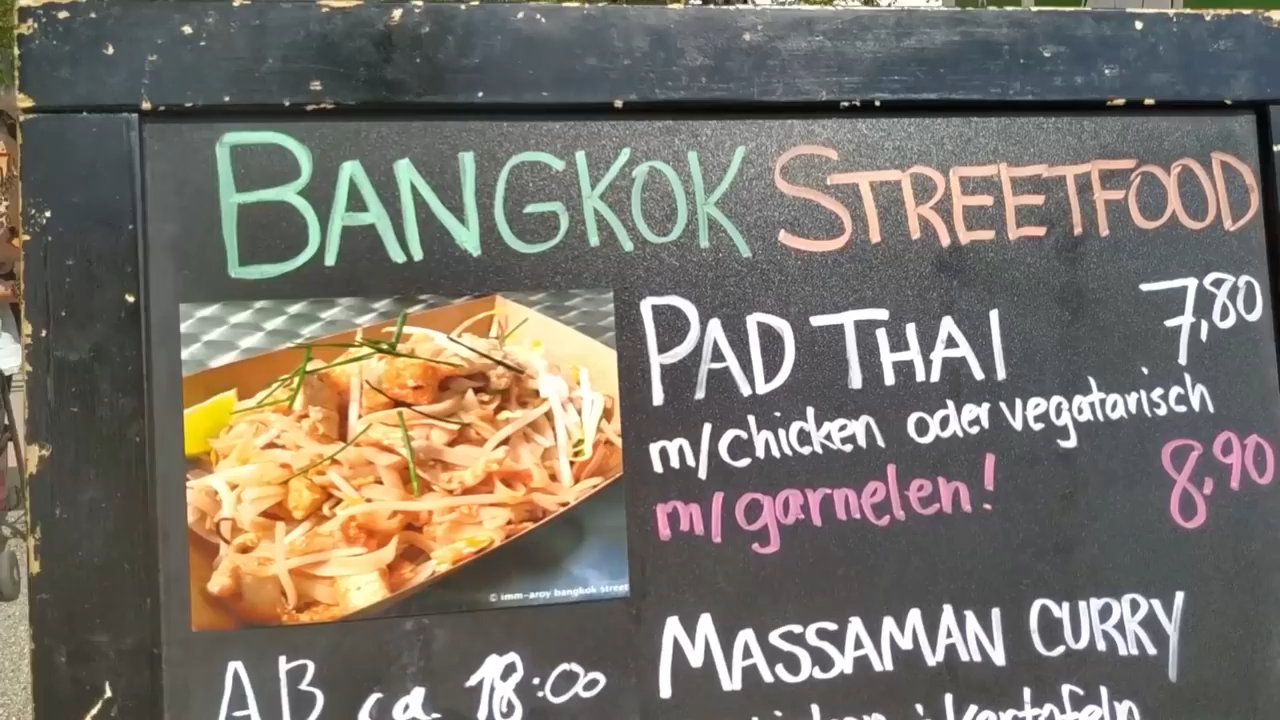 BANGKOK STREETFOOD
PAD THAI 7,80
m/chicken oder vegatarisch
m/garnelen! 8,90
© imm-aroy bangkok street
MASSAMAN CURRY
AB ca 18:00
kartofeln